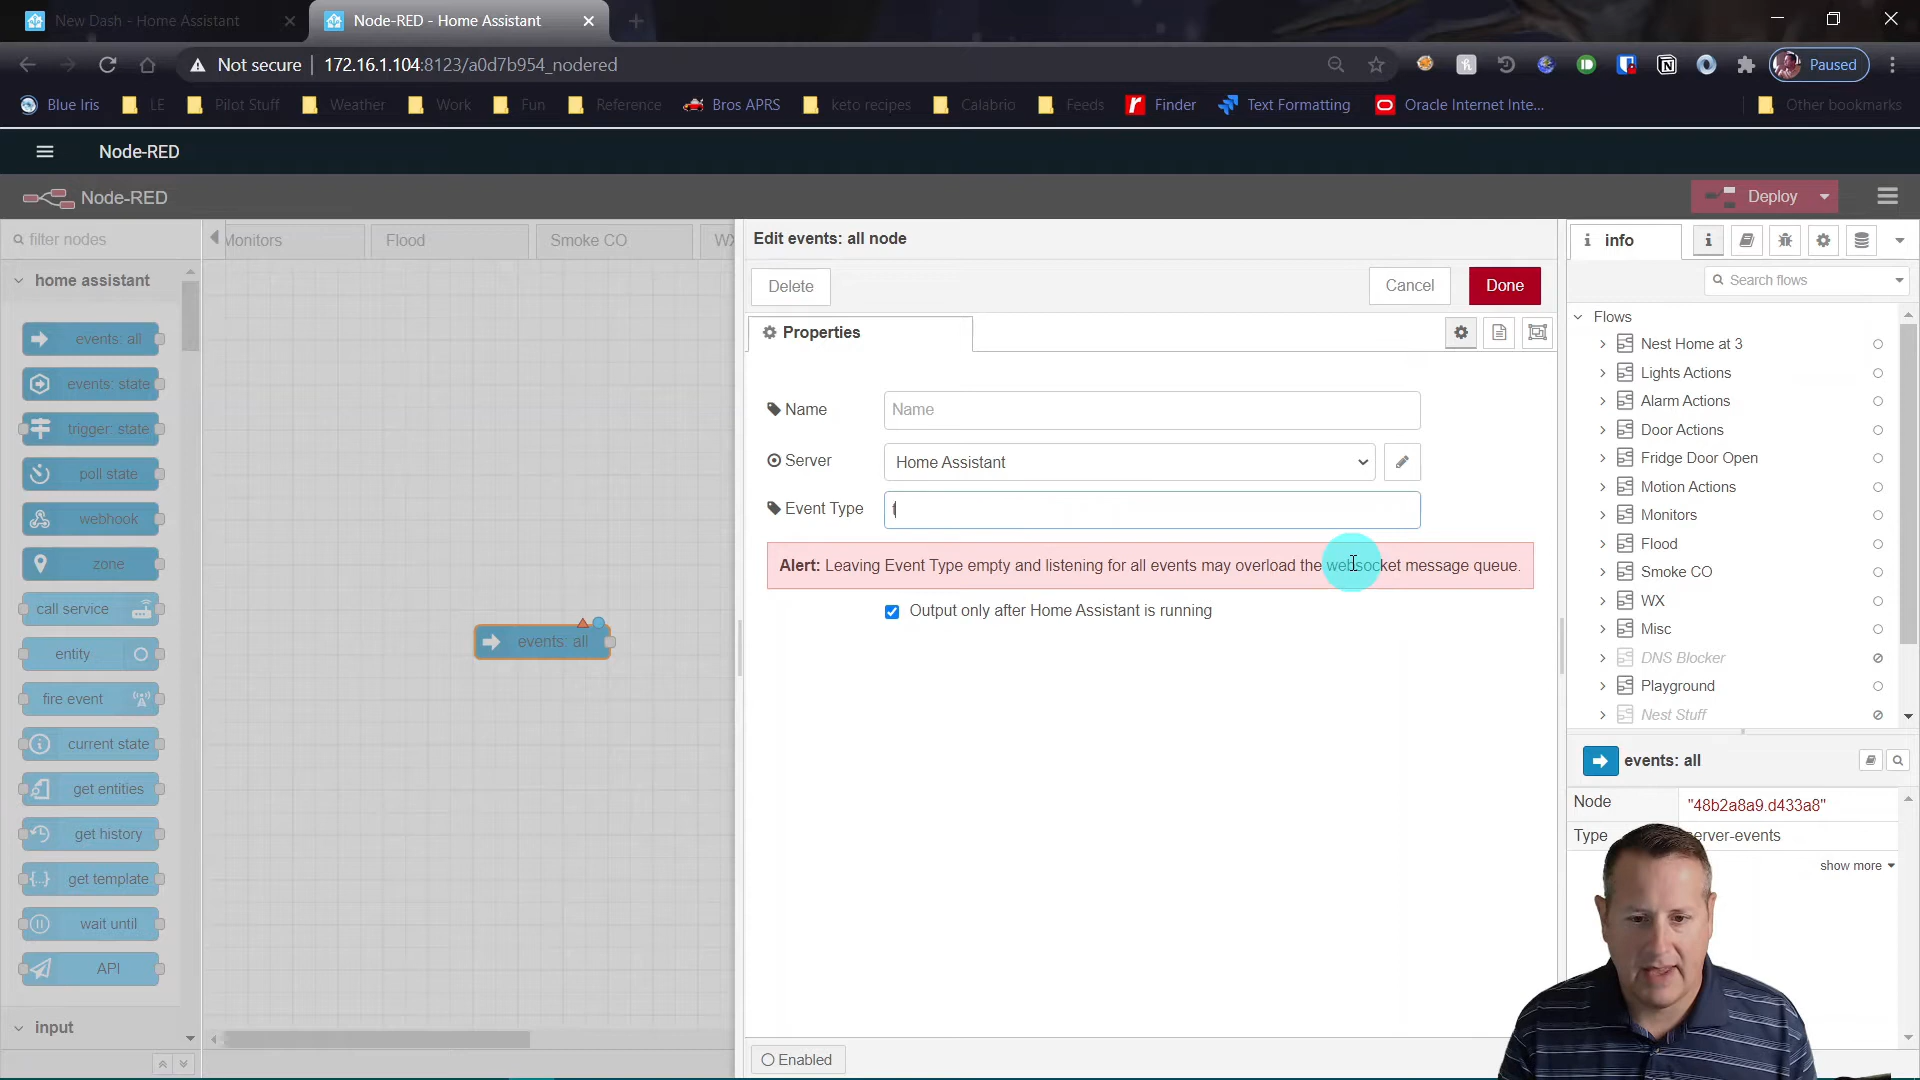 New Dash - Home Assistant
Node-RED - Home Assistant
Not secure
172.16.1.104:8123/a0d7b954_nodered
Paused
Blue Iris
LE
Pilot Stuff
Weather
Work
Fun
Reference
Bros APRS
keto recipes
Calabrio
Feeds
Finder
Text Formatting
Oracle Internet Inte...
Other bookmarks
Node-RED
Node-RED
Deploy
filter nodes
Monitors
Flood
Smoke CO
WX
home assistant
events: all
events: state
trigger: state
poll state
webhook
zone
call service
entity
fire event
current state
get entities
get history
get template
wait until
API
input
events: all
Edit events: all node
Delete
Cancel
Done
Properties
Name
Name
Server
Home Assistant
Event Type
t
Alert: Leaving Event Type empty and listening for all events may overload the websocket message queue.
Output only after Home Assistant is running
Enabled
info
Search flows
Flows
Nest Home at 3
Lights Actions
Alarm Actions
Door Actions
Fridge Door Open
Motion Actions
Monitors
Flood
Smoke CO
WX
Misc
DNS Blocker
Playground
Nest Stuff
events: all
Node
"48b2a8a9.d433a8"
Type
server-events
show more